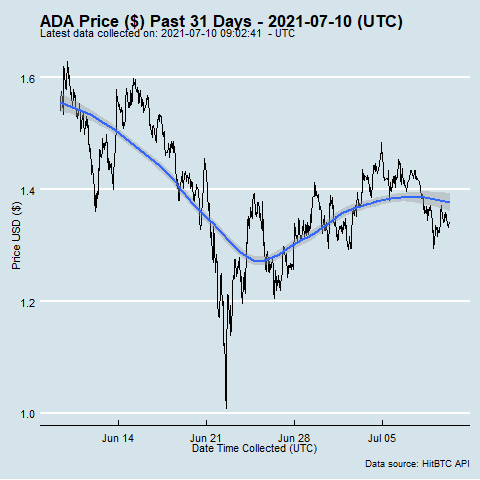 ADA Price ($) Past 31 Days - 2021-07-10 (UTC)
Latest data collected on: 2021-07-10 09:02:41  - UTC
1.6
1.4
1.2
1.0
Price USD ($)
Jun 14 Jun 21 Jun 28 Jul 05
Date Time Collected (UTC)
Data source: HitBTC API